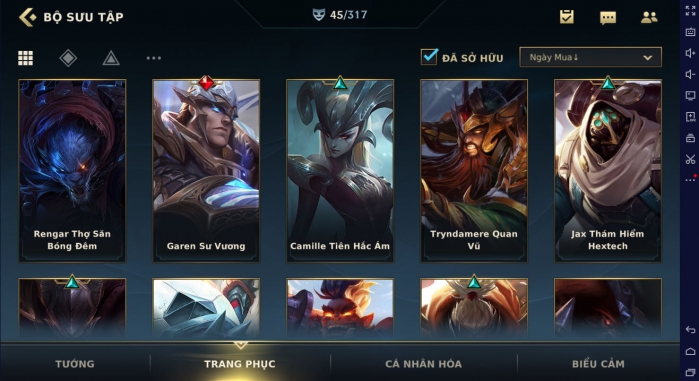 BỘ SƯU TẬP
45/317
ĐÃ SỞ HỮU
Ngày Mua↓
Rengar Thợ Săn
Bóng Đêm
Garen Sư Vương
Camille Tiên Hắc Ám
Tryndamere Quan
Vũ
Jax Thám Hiểm
Hextech
TƯỚNG
TRANG PHỤC
CÁ NHÂN HÓA
BIỂU CẢM